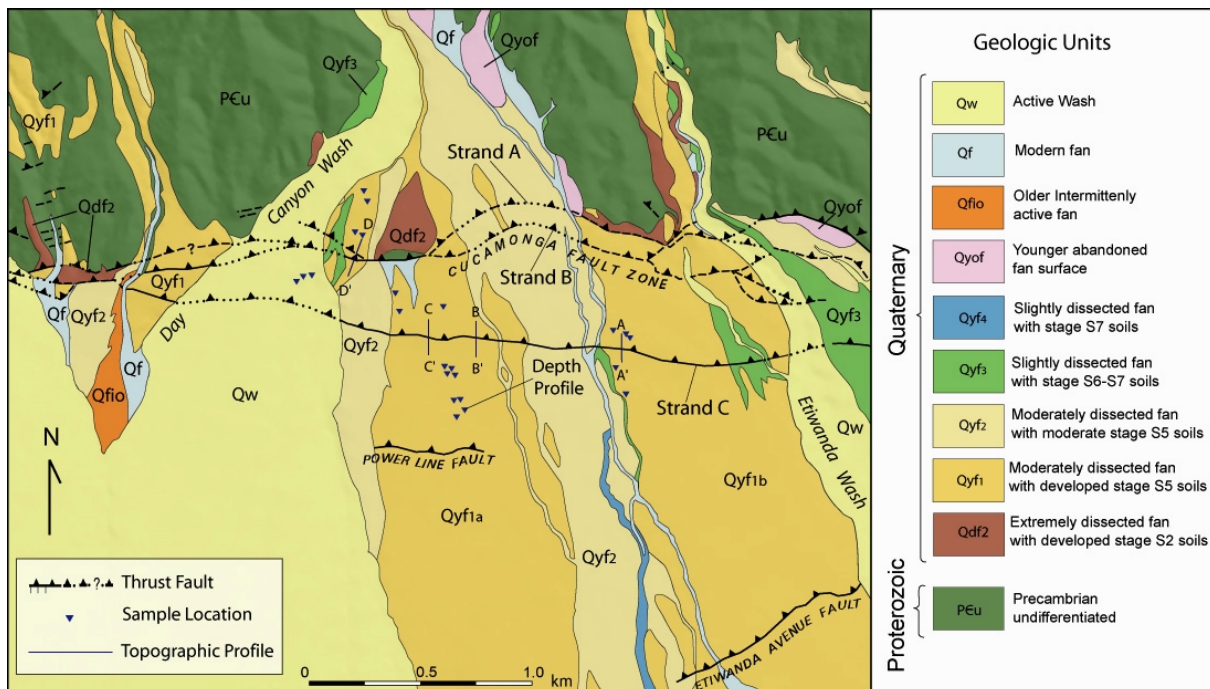 Qf
Qyof
Qyf3
PЄu
Qyf1
PЄu
Strand A
Canyon Wash
Qdf2
Qyof
D
Qdf2
CUCAMONGA FAULT ZONE
Strand B
Qyf1
D'
Qf
Qyf2
Day
C
B
A
Qyf3
Qyf2
C'
B'
A'
Qf
Depth
Profile
Strand C
Qfio
Qw
Etiwanda Wash
Qw
N
POWER LINE FAULT
Qyf1a
Qyf1b
Qyf2
ETIWANDA AVENUE FAULT
? Thrust Fault
Sample Location
Topographic Profile
0 0.5 1.0
km
?
Geologic Units
Quaternary
Qw Active Wash
Qf Modern fan
Qfio Older Intermittenly
active fan
Qyof Younger abandoned
fan surface
Qyf4 Slightly dissected fan
with stage S7 soils
Qyf3 Slightly dissected fan
with stage S6-S7 soils
Qyf2 Moderately dissected fan
with moderate stage S5 soils
Qyf1 Moderately dissected fan
with developed stage S5 soils
Qdf2 Extremely dissected fan
with developed stage S2 soils
Proterozoic
PЄu Precambrian
undifferentiated